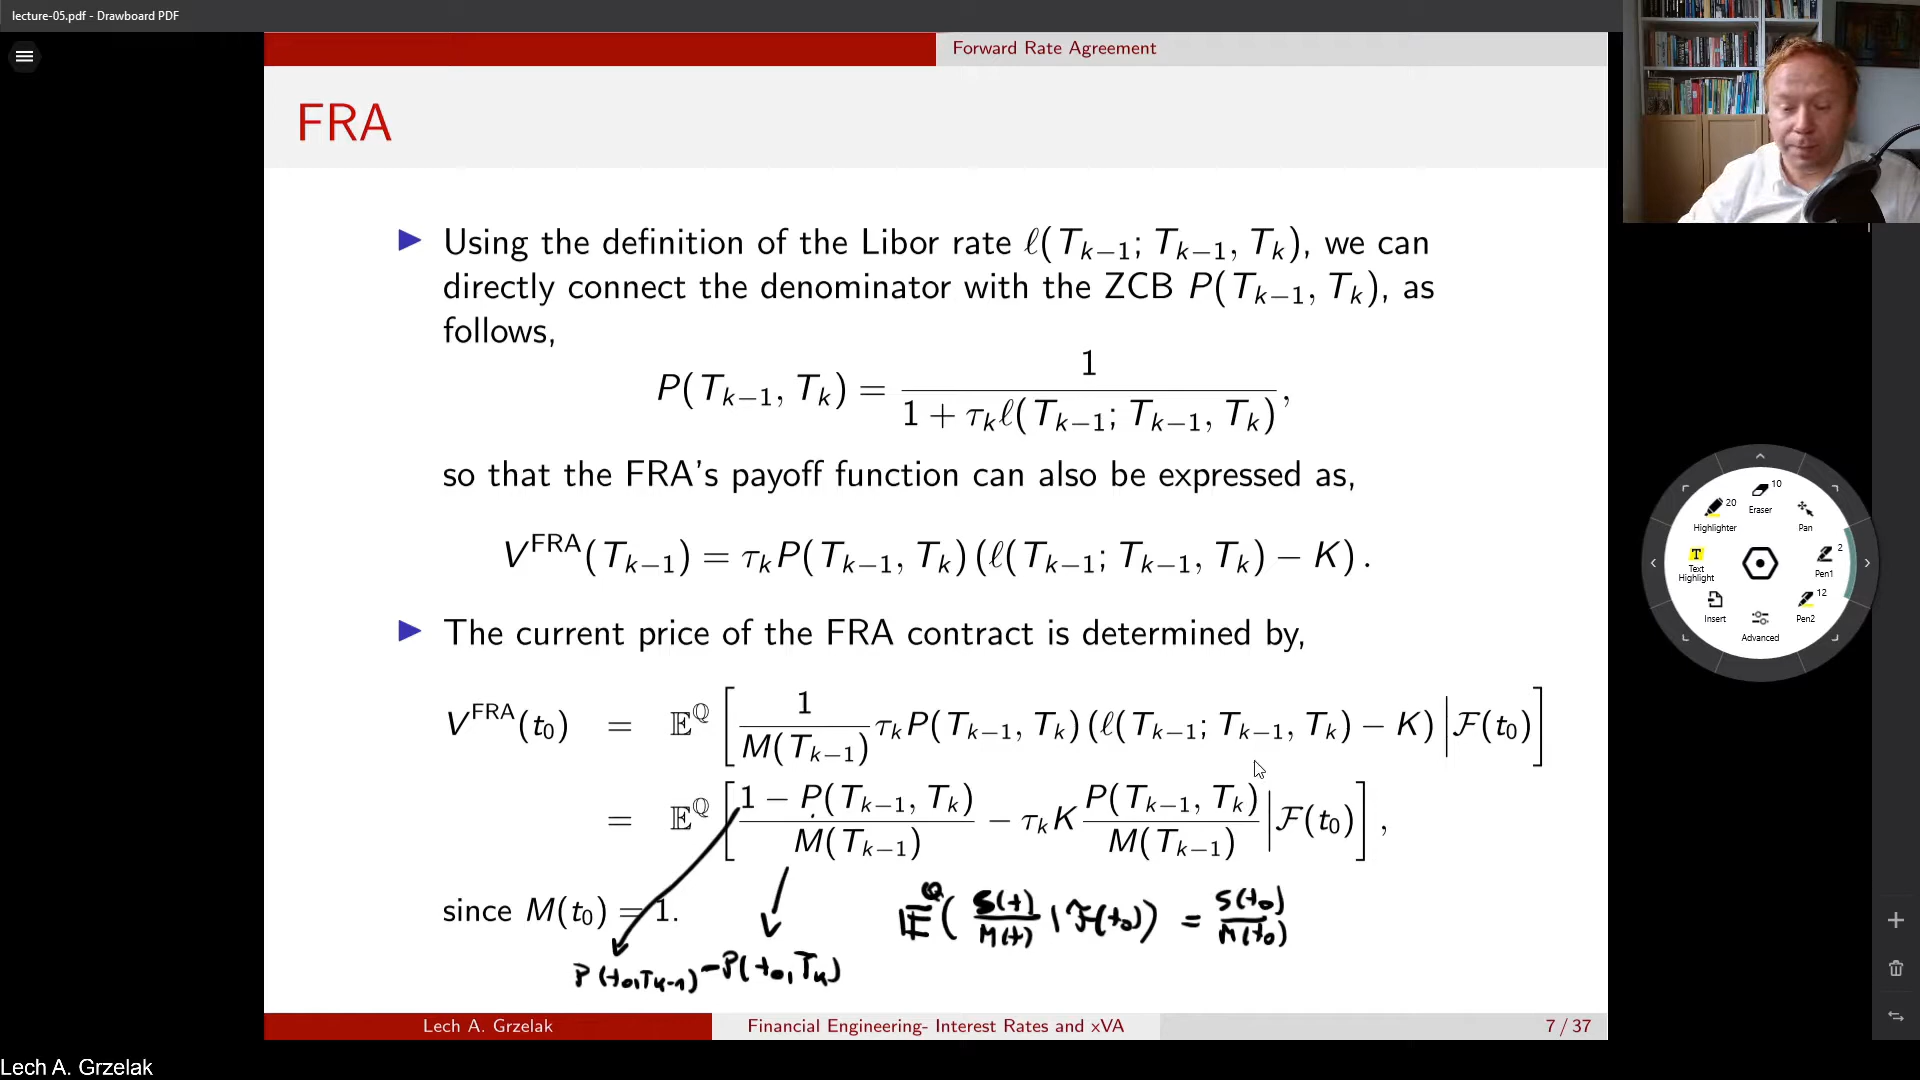 lecture-05.pdf - Drawboard PDF
Forward Rate Agreement
FRA
Using the definition of the Libor rate ℓ(T_{k−1}; T_{k−1}, T_k), we can
directly connect the denominator with the ZCB P(T_{k−1}, T_k), as
follows,
P(T_{k−1}, T_k) = 1 / (1 + τ_kℓ(T_{k−1}; T_{k−1}, T_k)),
so that the FRA's payoff function can also be expressed as,
V^{FRA}(T_{k−1}) = τ_k P(T_{k−1}, T_k) (ℓ(T_{k−1}; T_{k−1}, T_k) − K) .
The current price of the FRA contract is determined by,
V^{FRA}(t_0) = 𝔼^ℚ [ 1 / M(T_{k−1}) τ_k P(T_{k−1}, T_k) (ℓ(T_{k−1}; T_{k−1}, T_k) − K) | ℱ(t_0) ]
= 𝔼^ℚ [ (1 − P(T_{k−1}, T_k)) / M(T_{k−1}) − τ_k K P(T_{k−1}, T_k) / M(T_{k−1}) | ℱ(t_0) ] ,
since M(t_0) = 1.
𝔼^ℚ ( S(t) / M(t) | ℱ(t_0) ) = S(t_0) / M(t_0)
P(t_0, T_{k−1}) − P(t_0, T_k)
Lech A. Grzelak
Financial Engineering- Interest Rates and xVA
7 / 37
10
Eraser
20
Highlighter
Pan
T
Text
Highlight
2
Pen1
Insert
12
Pen2
Advanced
Lech A. Grzelak